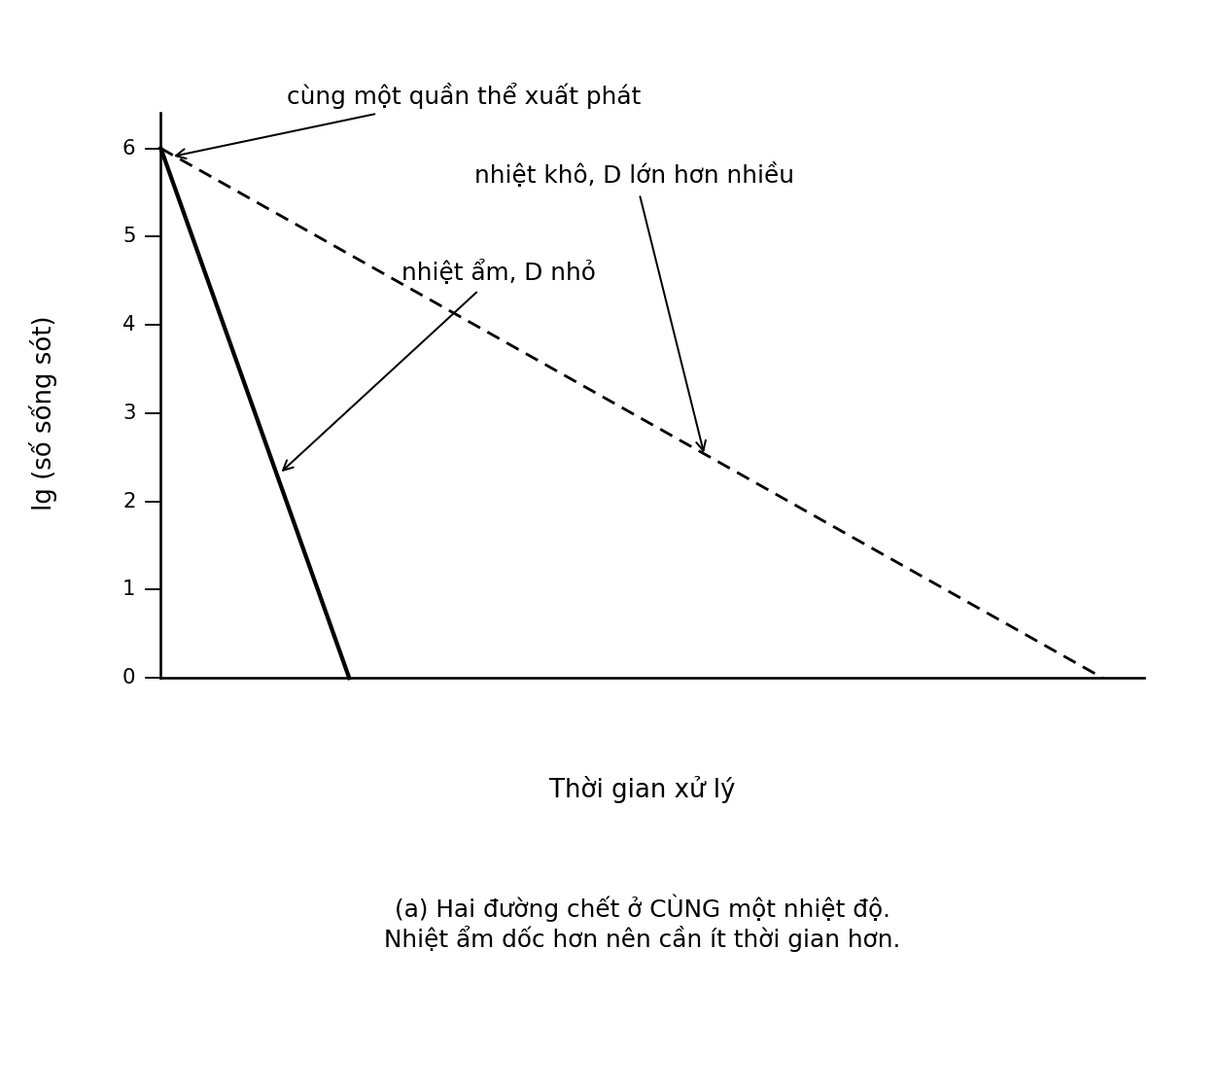 cùng một quần thể xuất phát
nhiệt khô, D lớn hơn nhiều
nhiệt ẩm, D nhỏ
6
5
4
3
2
1
0
lg (số sống sót)
Thời gian xử lý
(a) Hai đường chết ở CÙNG một nhiệt độ.
Nhiệt ẩm dốc hơn nên cần ít thời gian hơn.